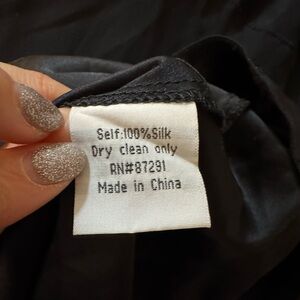 Self:100%Silk
Dry clean only
RN#87291
Made in China